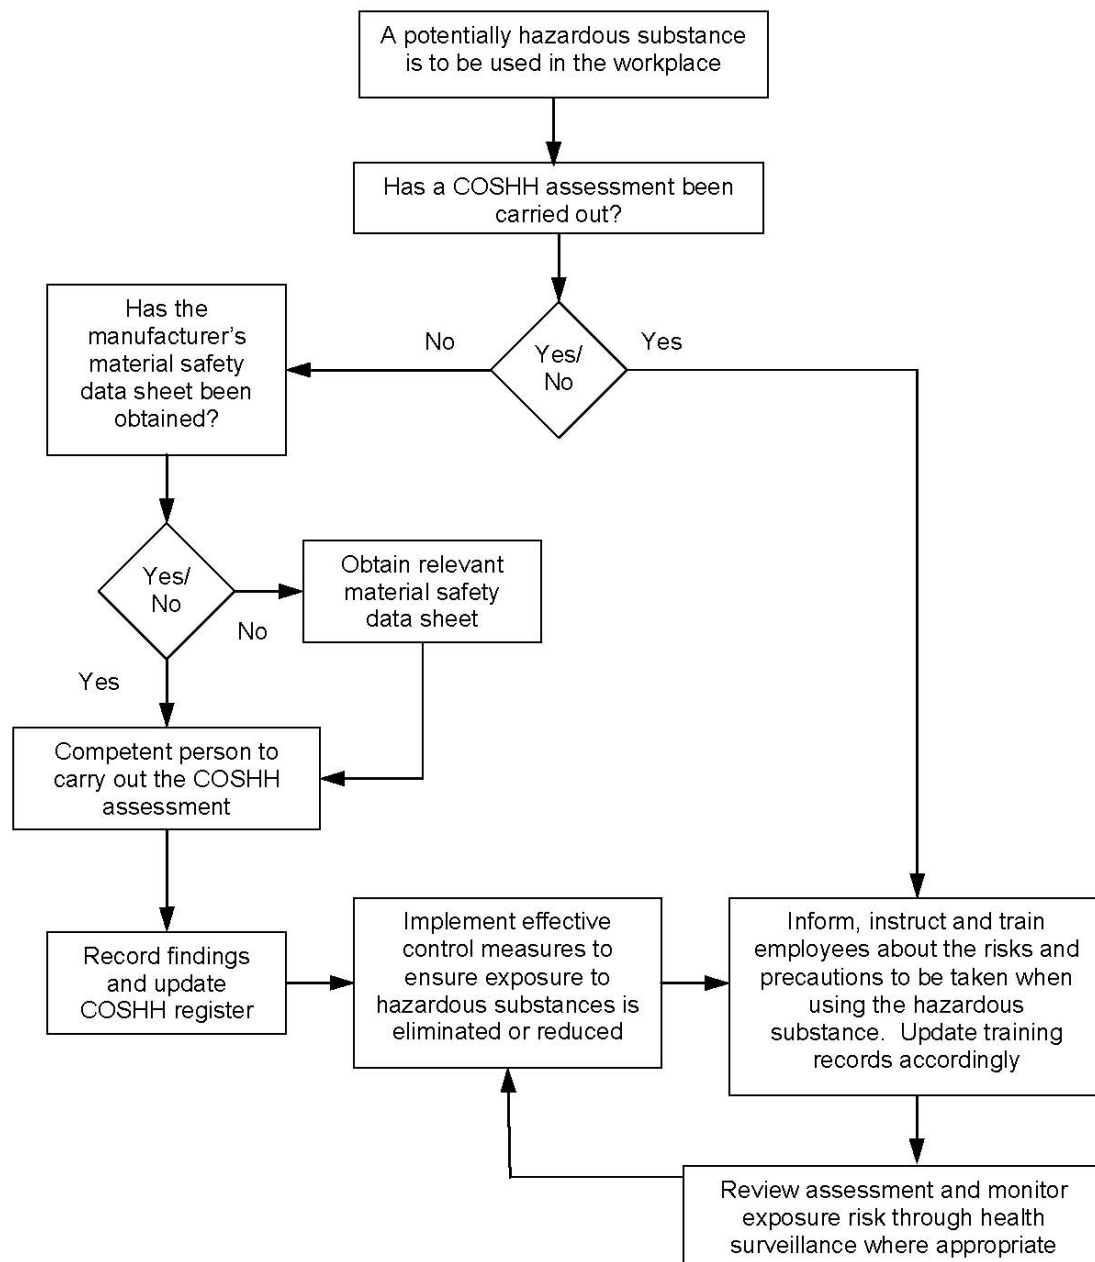 A potentially hazardous substance
is to be used in the workplace
Has a COSHH assessment been
carried out?
Has the
manufacturer's
material safety
data sheet been
obtained?
No
Yes/
No
Yes
Yes/
No
No
Yes
Obtain relevant
material safety
data sheet
Competent person to
carry out the COSHH
assessment
Record findings
and update
COSHH register
Implement effective
control measures to
ensure exposure to
hazardous substances is
eliminated or reduced
Inform, instruct and train
employees about the risks and
precautions to be taken when
using the hazardous
substance.  Update training
records accordingly
Review assessment and monitor
exposure risk through health
surveillance where appropriate